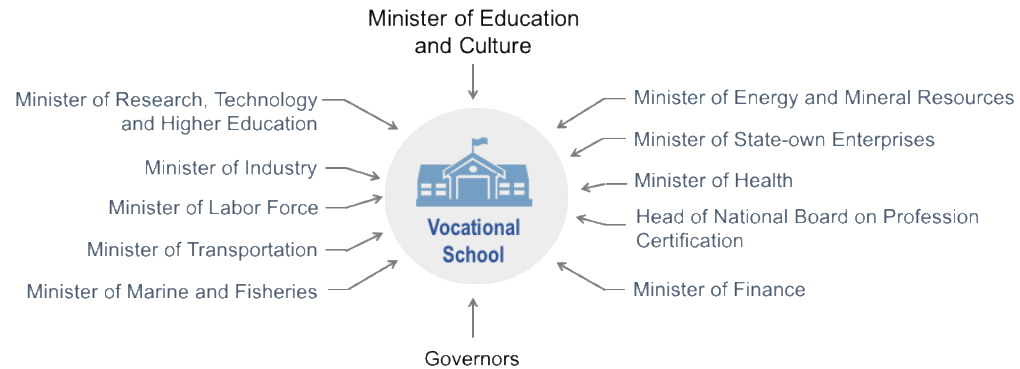 Minister of Education
and Culture
Minister of Research, Technology
and Higher Education
Minister of Industry
Minister of Labor Force
Minister of Transportation
Minister of Marine and Fisheries
Vocational
School
Minister of Energy and Mineral Resources
Minister of State-own Enterprises
Minister of Health
Head of National Board on Profession
Certification
Minister of Finance
Governors